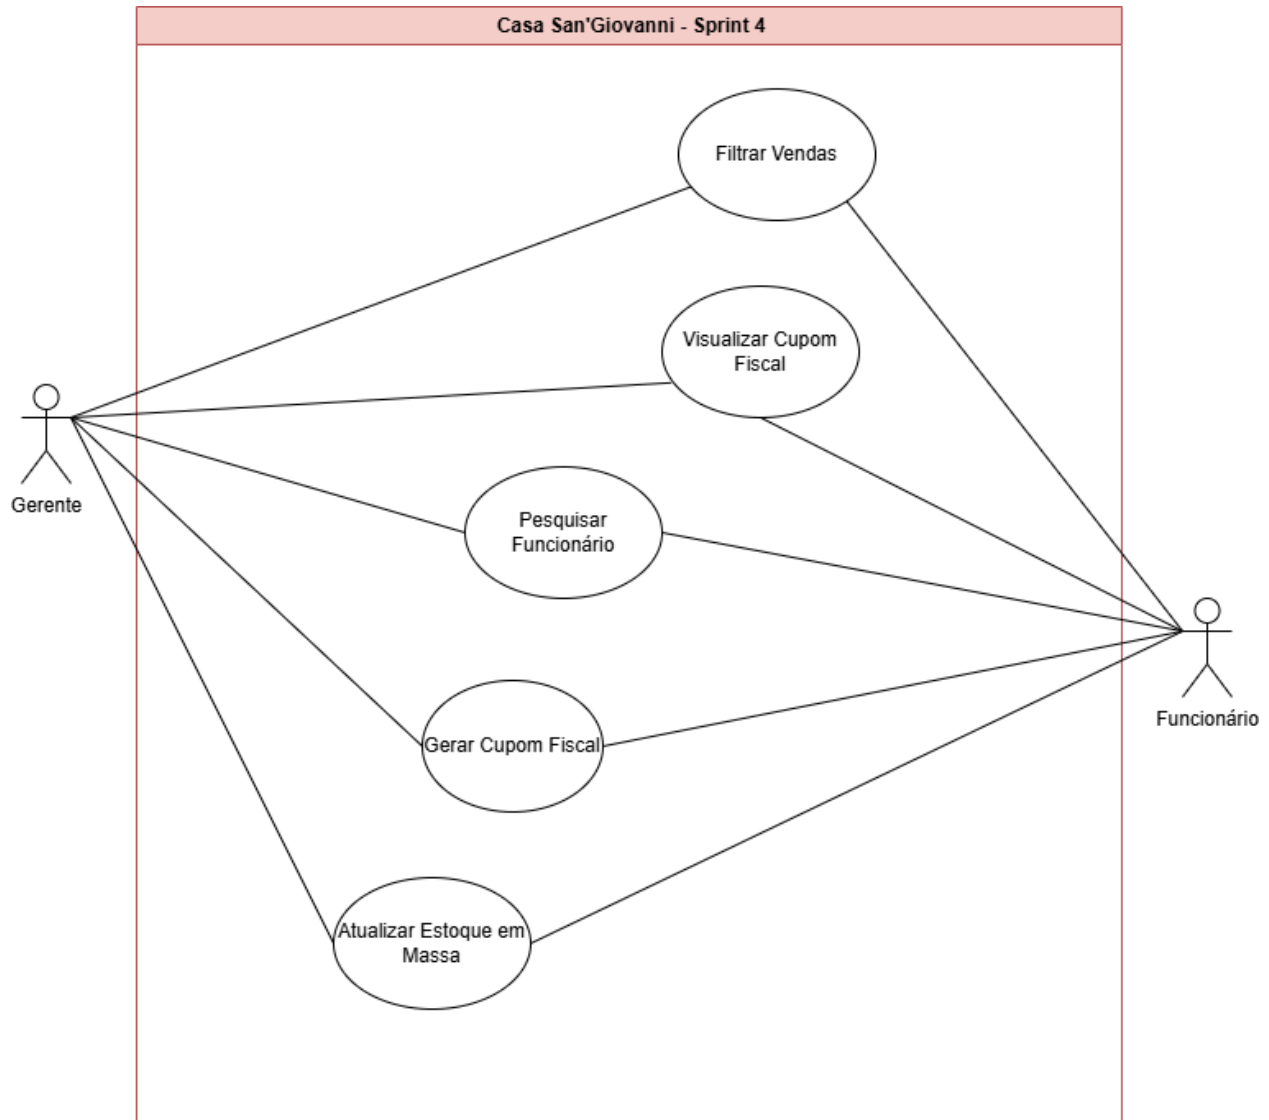 Casa San'Giovanni - Sprint 4
Filtrar Vendas
Visualizar Cupom
Fiscal
Gerente
Pesquisar
Funcionário
Funcionário
Gerar Cupom Fiscal
Atualizar Estoque em
Massa